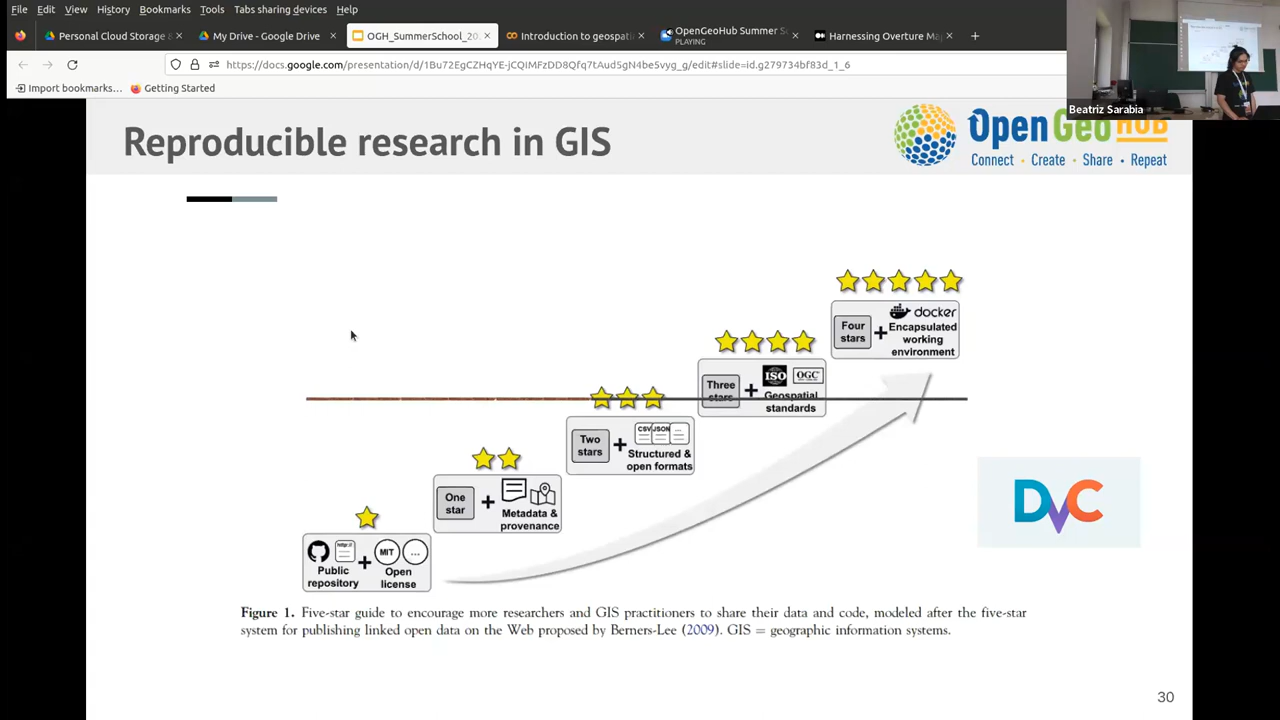 File Edit View History Bookmarks Tools Tabs sharing devices Help
Personal Cloud Storage & × My Drive - Google Drive × OGH_SummerSchool_20 × Introduction to geospati × OpenGeoHub Summer S × Harnessing Overture Ma × +
PLAYING
https://docs.google.com/presentation/d/1Bu72EgCZHqYE-jCQIMFzDD8Qfq7tAud5gN4be5vyg_g/edit#slide=id.g279734bf83d_1_6
Import bookmarks... Getting Started
Beatriz Sarabia
Reproducible research in GIS
OpenGeoHUB
Connect • Create • Share • Repeat
docker
Four stars + Encapsulated working environment
ISO OGC
Three stars + Geospatial standards
CSV JSON ...
Two stars + Structured & open formats
One star + Metadata & provenance
http:// MIT ...
Public repository + Open license
DVC
Figure 1. Five-star guide to encourage more researchers and GIS practitioners to share their data and code, modeled after the five-star
system for publishing linked open data on the Web proposed by Berners-Lee (2009). GIS = geographic information systems.
30